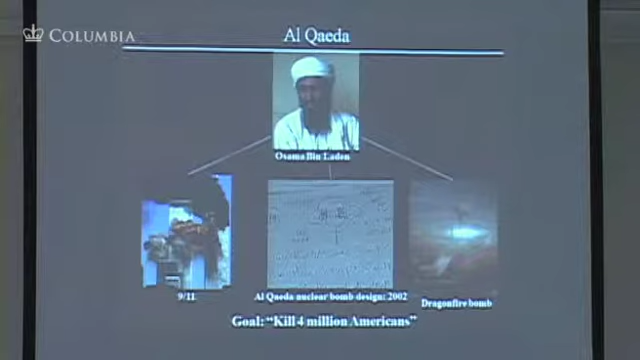 COLUMBIA
Al Qaeda
Osama Bin Laden
9/11
Al Qaeda nuclear bomb design: 2002
Dragonfire bomb
Goal: “Kill 4 million Americans”